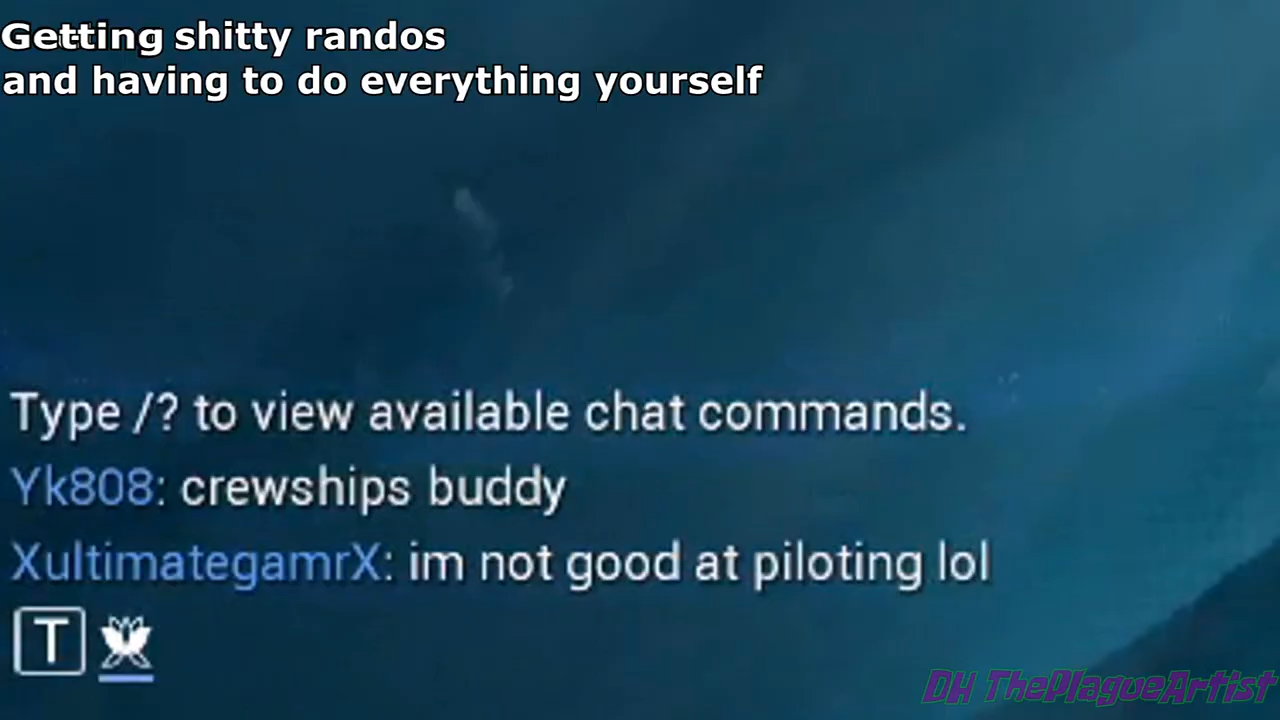 Getting shitty randos
and having to do everything yourself
Type /? to view available chat commands.
Yk808: crewships buddy
XultimategamrX: im not good at piloting lol
T
DH ThePlagueArtist